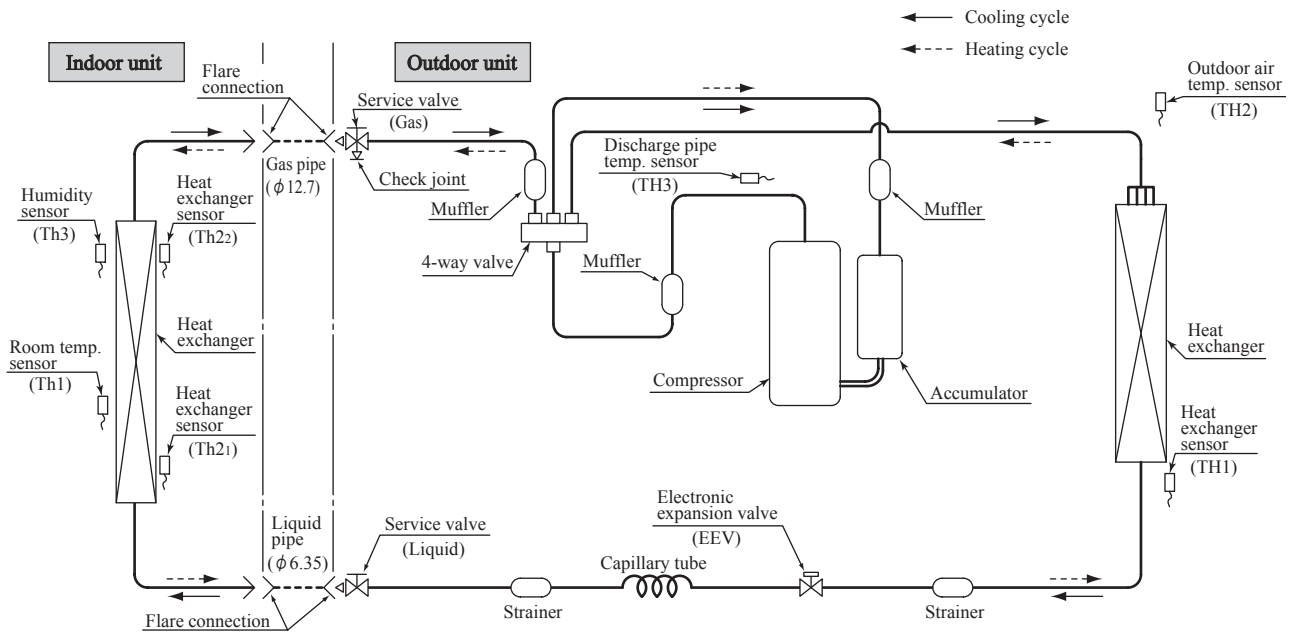 Cooling cycle
Heating cycle
Indoor unit
Outdoor unit
Flare
connection
Service valve
(Gas)
Outdoor air
temp. sensor
(TH2)
Gas pipe
(ϕ12.7)
Check joint
Discharge pipe
temp. sensor
(TH3)
Humidity
sensor
(Th3)
Heat
exchanger
sensor
(Th22)
Muffler
Muffler
4-way valve
Muffler
Heat
exchanger
Heat
exchanger
Room temp.
sensor
(Th1)
Compressor
Accumulator
Heat
exchanger
sensor
(Th21)
Heat
exchanger
sensor
(TH1)
Liquid
pipe
(ϕ6.35)
Service valve
(Liquid)
Electronic
expansion valve
(EEV)
Capillary tube
Strainer
Strainer
Flare connection